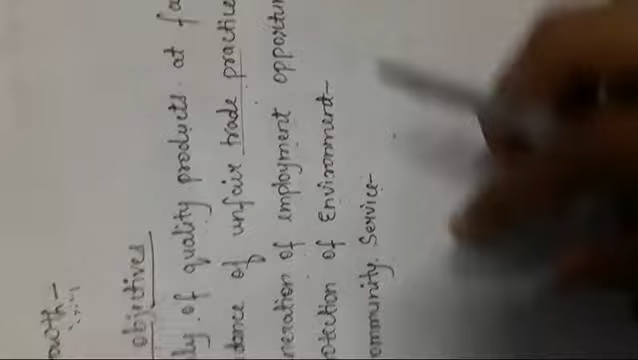 owth-
objectives
ly of quality products at fa
dance of unfair trade practice
neration of employment opportun
otection of Environment-
ommunity Service-